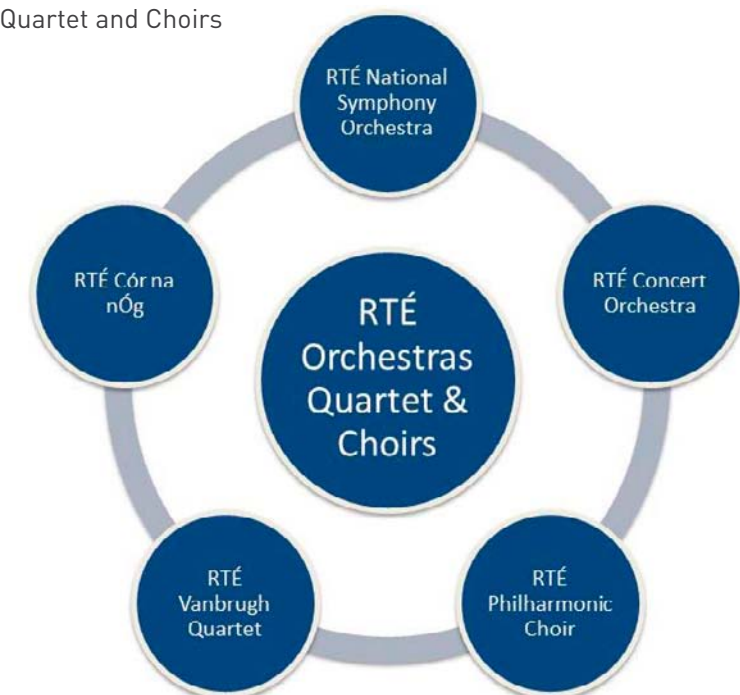 Quartet and Choirs
RTÉ National
Symphony
Orchestra
RTÉ Concert
Orchestra
RTÉ
Philharmonic
Choir
RTÉ
Vanbrugh
Quartet
RTÉ Cór na
nÓg
RTÉ
Orchestras
Quartet &
Choirs